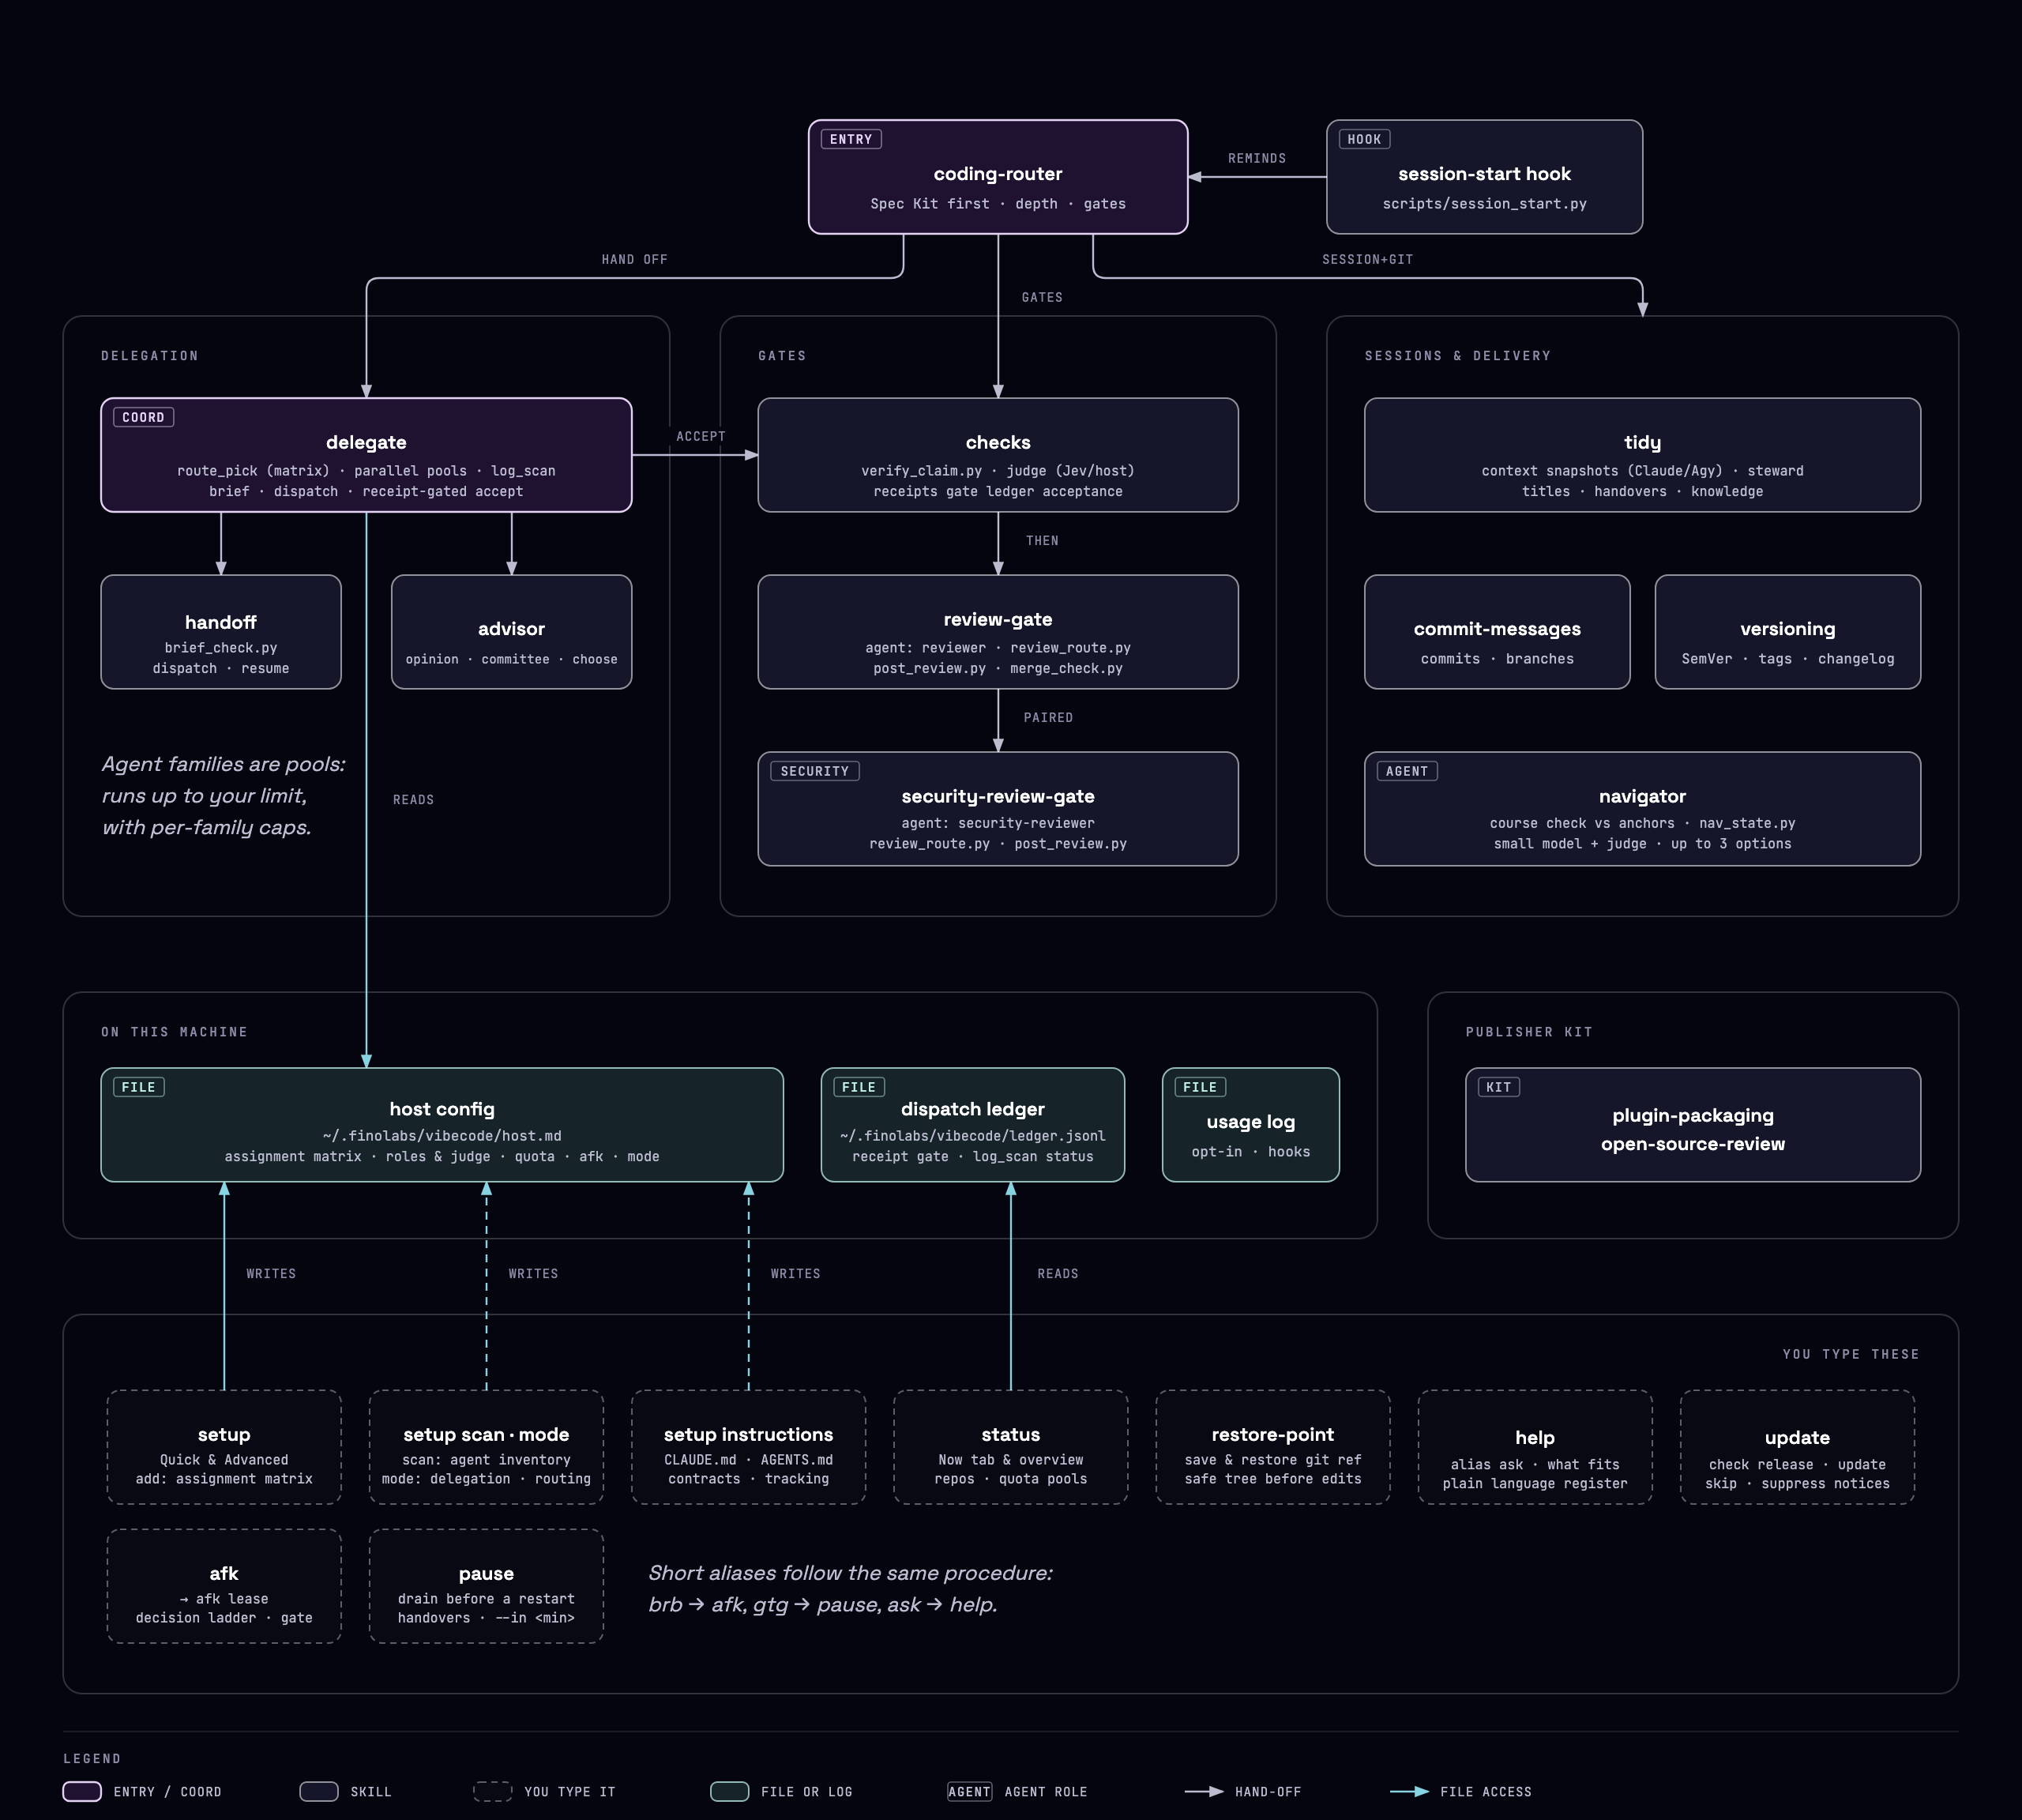 ENTRY
coding-router
Spec Kit first · depth · gates
REMINDS
HOOK
session-start hook
scripts/session_start.py
HAND OFF
GATES
SESSION+GIT
DELEGATION
COORD
delegate
route_pick (matrix) · parallel pools · log_scan
brief · dispatch · receipt-gated accept
ACCEPT
handoff
brief_check.py
dispatch · resume
advisor
opinion · committee · choose
Agent families are pools:
runs up to your limit,
with per-family caps.
READS
GATES
checks
verify_claim.py · judge (Jev/host)
receipts gate ledger acceptance
THEN
review-gate
agent: reviewer · review_route.py
post_review.py · merge_check.py
PAIRED
SECURITY
security-review-gate
agent: security-reviewer
review_route.py · post_review.py
SESSIONS & DELIVERY
tidy
context snapshots (Claude/Agy) · steward
titles · handovers · knowledge
commit-messages
commits · branches
versioning
SemVer · tags · changelog
AGENT
navigator
course check vs anchors · nav_state.py
small model + judge · up to 3 options
ON THIS MACHINE
FILE
host config
~/.finolabs/vibecode/host.md
assignment matrix · roles & judge · quota · afk · mode
FILE
dispatch ledger
~/.finolabs/vibecode/ledger.jsonl
receipt gate · log_scan status
FILE
usage log
opt-in · hooks
PUBLISHER KIT
KIT
plugin-packaging
open-source-review
WRITES
WRITES
WRITES
READS
YOU TYPE THESE
setup
Quick & Advanced
add: assignment matrix
setup scan · mode
scan: agent inventory
mode: delegation · routing
setup instructions
CLAUDE.md · AGENTS.md
contracts · tracking
status
Now tab & overview
repos · quota pools
restore-point
save & restore git ref
safe tree before edits
help
alias ask · what fits
plain language register
update
check release · update
skip · suppress notices
afk
→ afk lease
decision ladder · gate
pause
drain before a restart
handovers · --in <min>
Short aliases follow the same procedure:
brb → afk, gtg → pause, ask → help.
LEGEND
ENTRY / COORD
SKILL
YOU TYPE IT
FILE OR LOG
AGENT AGENT ROLE
HAND-OFF
FILE ACCESS